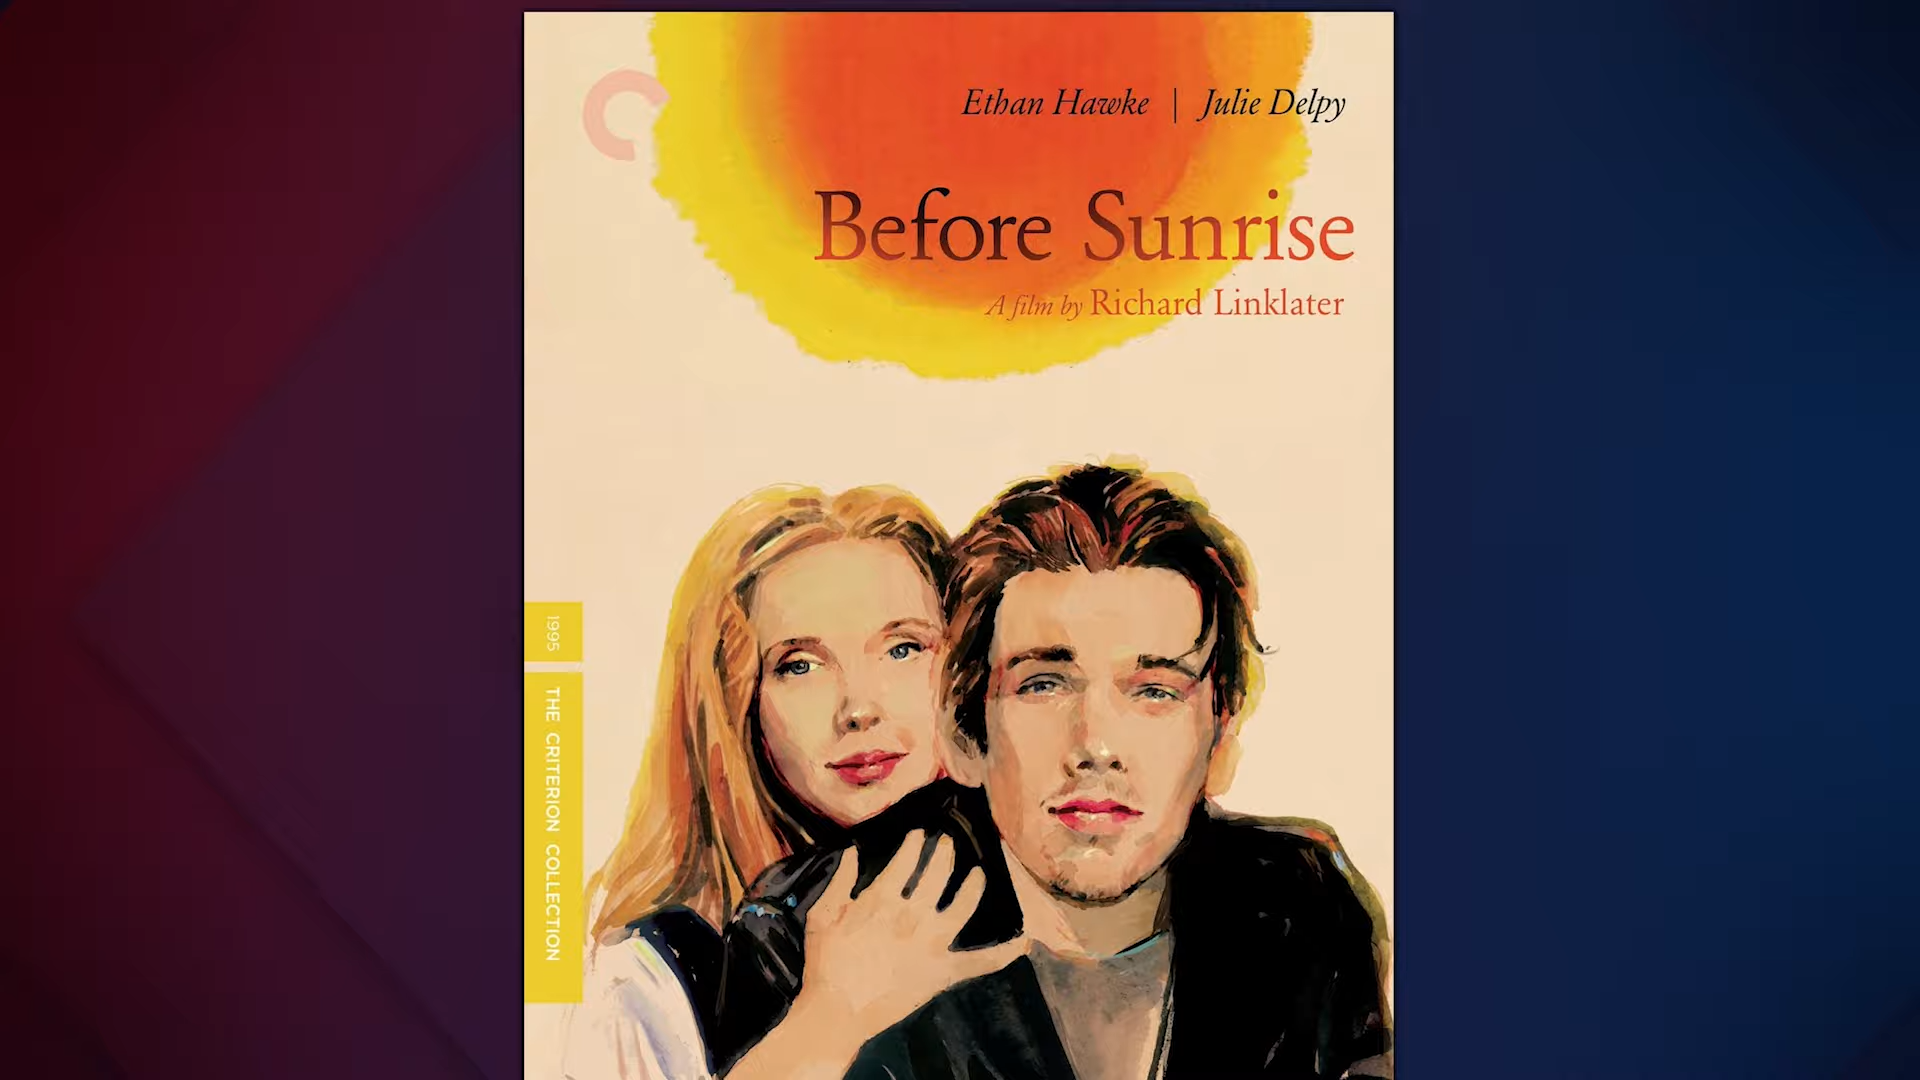 Ethan Hawke | Julie Delpy
Before Sunrise
A film by Richard Linklater
1995
THE CRITERION COLLECTION